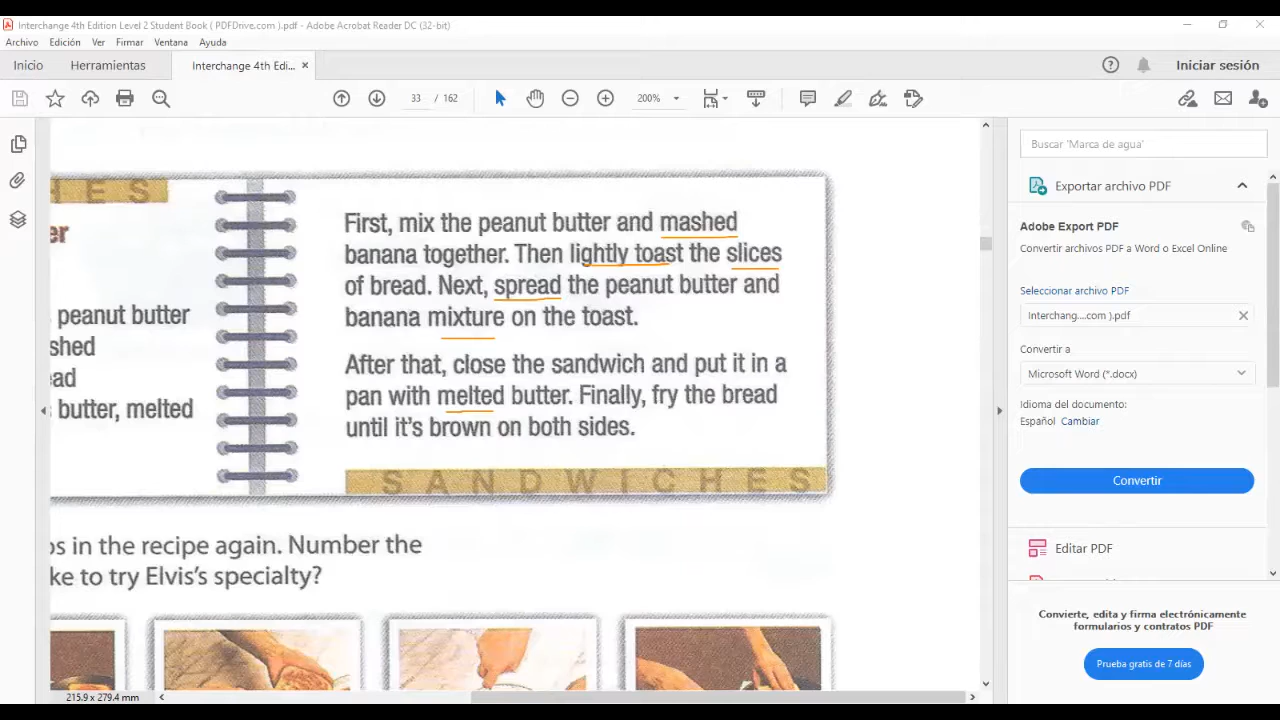 Interchange 4th Edition Level 2 Student Book ( PDFDrive.com ).pdf - Adobe Acrobat Reader DC (32-bit)
Archivo Edición Ver Firmar Ventana Ayuda
Inicio Herramientas Interchange 4th Edi... × Iniciar sesión
33 / 162 200%
HES
er
peanut butter
shed
ead
butter, melted
First, mix the peanut butter and mashed
banana together. Then lightly toast the slices
of bread. Next, spread the peanut butter and
banana mixture on the toast.
After that, close the sandwich and put it in a
pan with melted butter. Finally, fry the bread
until it's brown on both sides.
SANDWICHES
os in the recipe again. Number the
ke to try Elvis's specialty?
215.9 x 279.4 mm
Buscar 'Marca de agua'
Exportar archivo PDF
Adobe Export PDF
Convertir archivos PDF a Word o Excel Online
Seleccionar archivo PDF
Interchang....com ).pdf
Convertir a
Microsoft Word (*.docx)
Idioma del documento:
Español Cambiar
Convertir
Editar PDF
Convierte, edita y firma electrónicamente
formularios y contratos PDF
Prueba gratis de 7 días